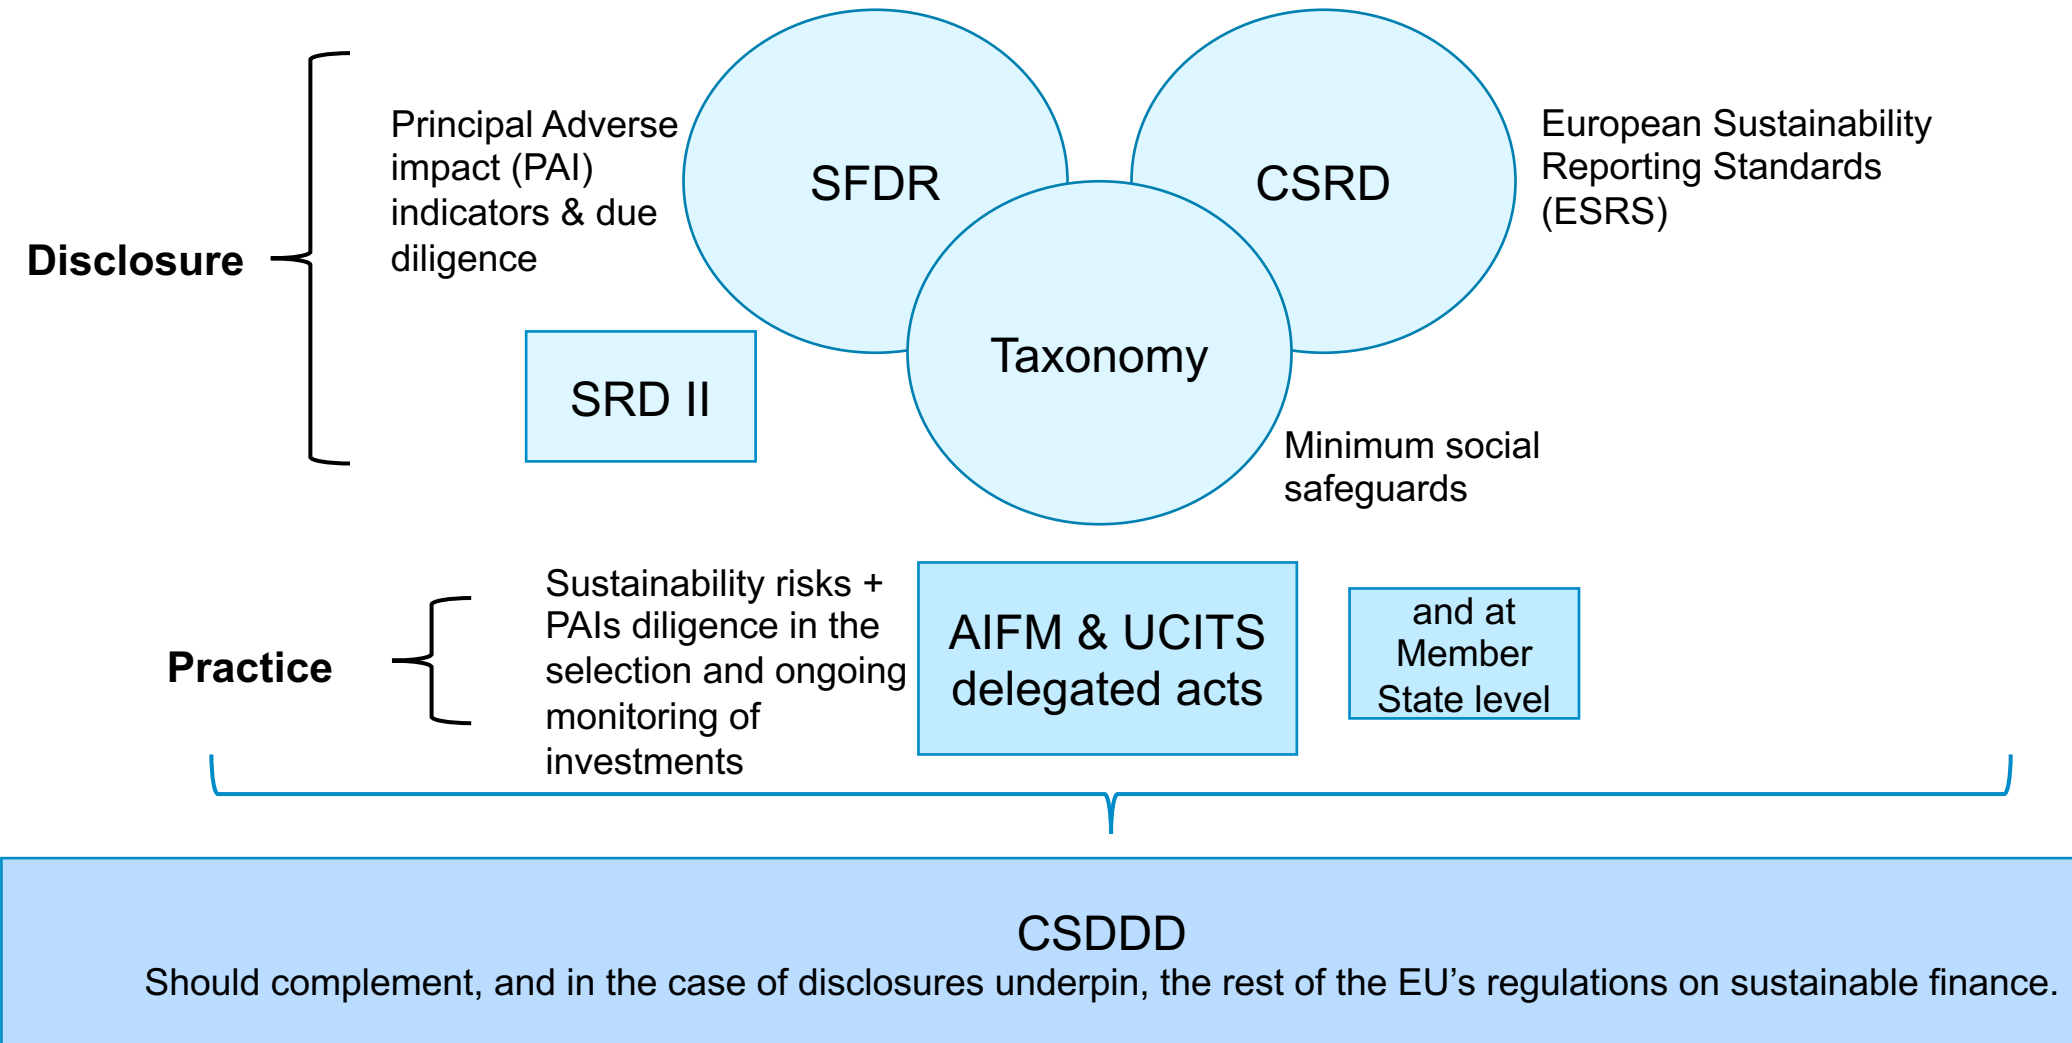 Disclosure
Principal Adverse
impact (PAI)
indicators & due
diligence
SFDR
CSRD
European Sustainability
Reporting Standards
(ESRS)
SRD II
Taxonomy
Minimum social
safeguards
Practice
Sustainability risks +
PAIs diligence in the
selection and ongoing
monitoring of
investments
AIFM & UCITS
delegated acts
and at
Member
State level
CSDDD
Should complement, and in the case of disclosures underpin, the rest of the EU’s regulations on sustainable finance.